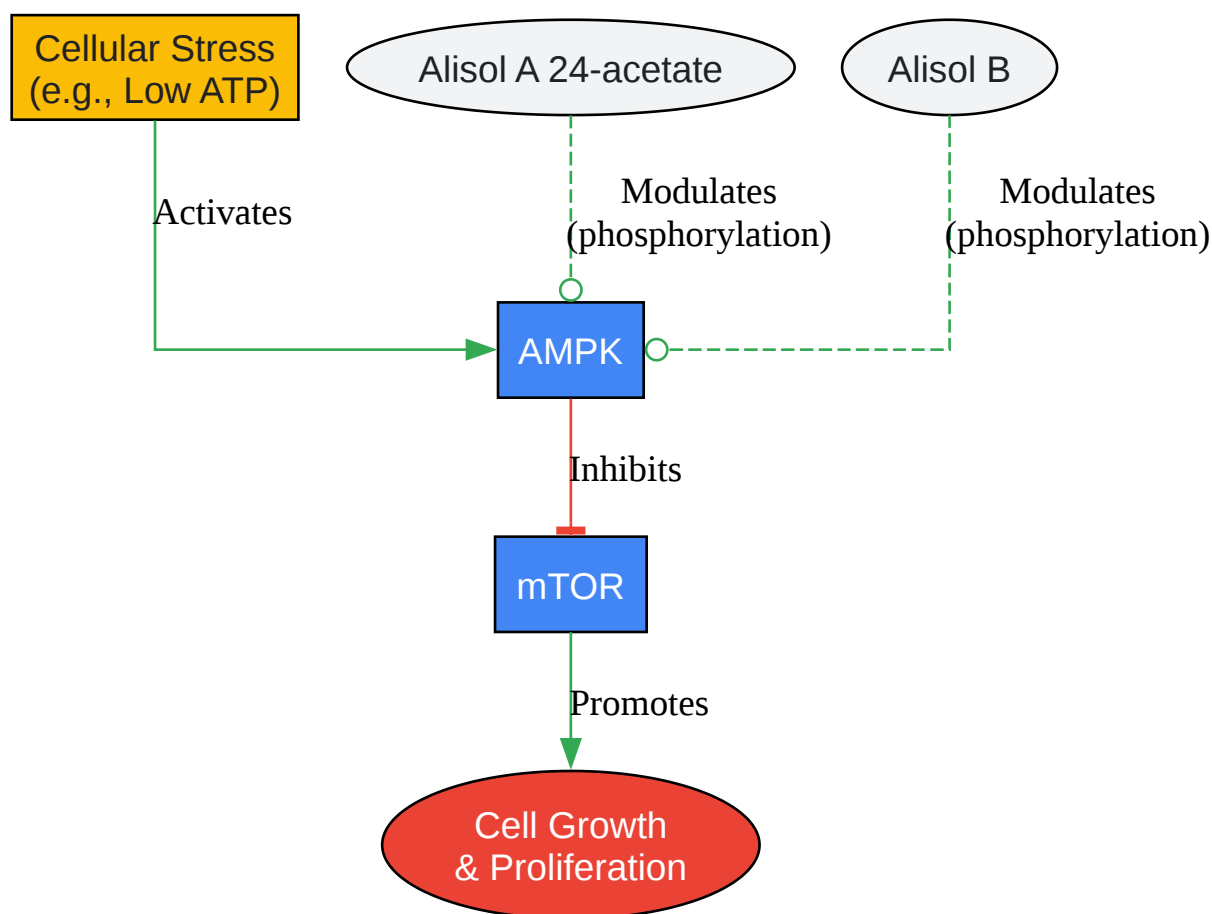 Cellular Stress
(e.g., Low ATP)
Alisol A 24-acetate
Alisol B
Activates
Modulates
(phosphorylation)
Modulates
(phosphorylation)
AMPK
Inhibits
mTOR
Promotes
Cell Growth
& Proliferation